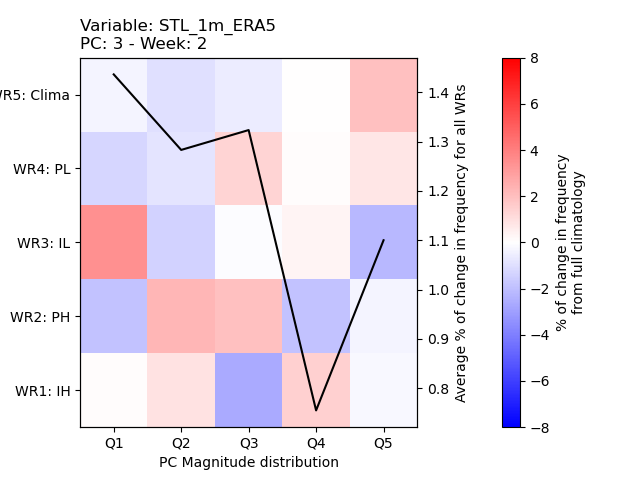 Variable: STL_1m_ERA5
PC: 3 - Week: 2
WR5: Clima
WR4: PL
WR3: IL
WR2: PH
WR1: IH
Q1 Q2 Q3 Q4 Q5
PC Magnitude distribution
1.4
1.3
1.2
1.1
1.0
0.9
0.8
Average % of change in frequency for all WRs
8
6
4
2
0
−2
−4
−6
−8
% of change in frequency
from full climatology